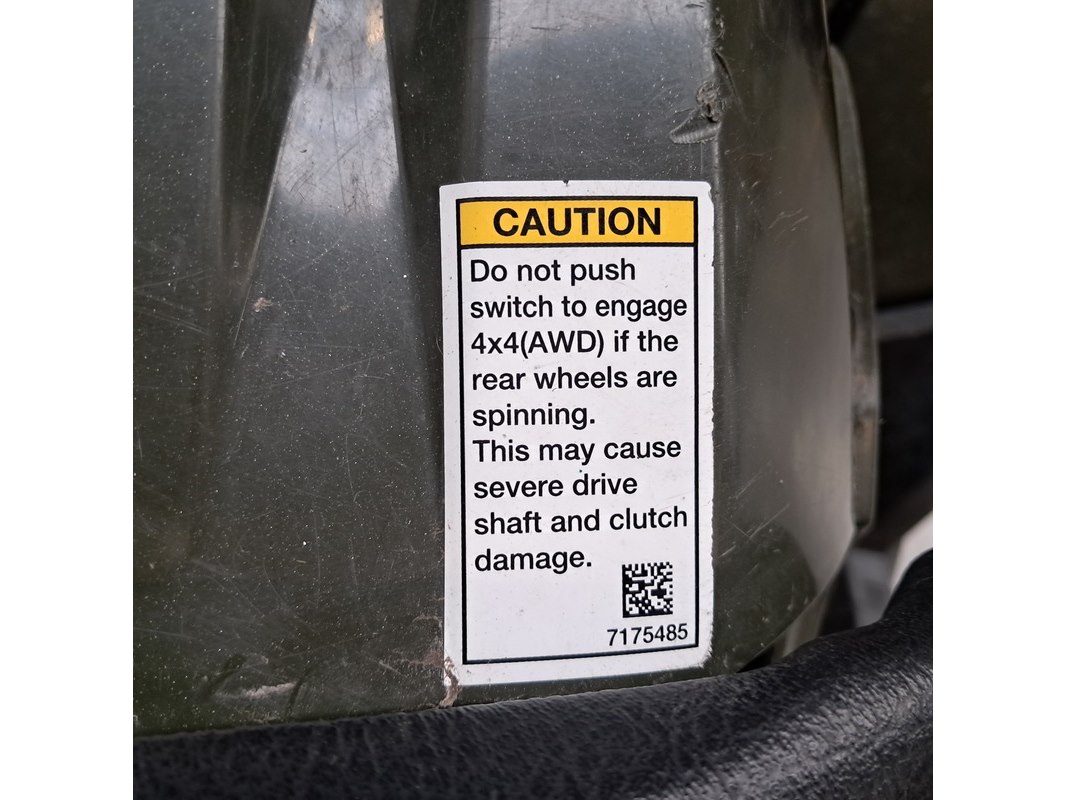 CAUTION
Do not push
switch to engage
4x4(AWD) if the
rear wheels are
spinning.
This may cause
severe drive
shaft and clutch
damage.
7175485